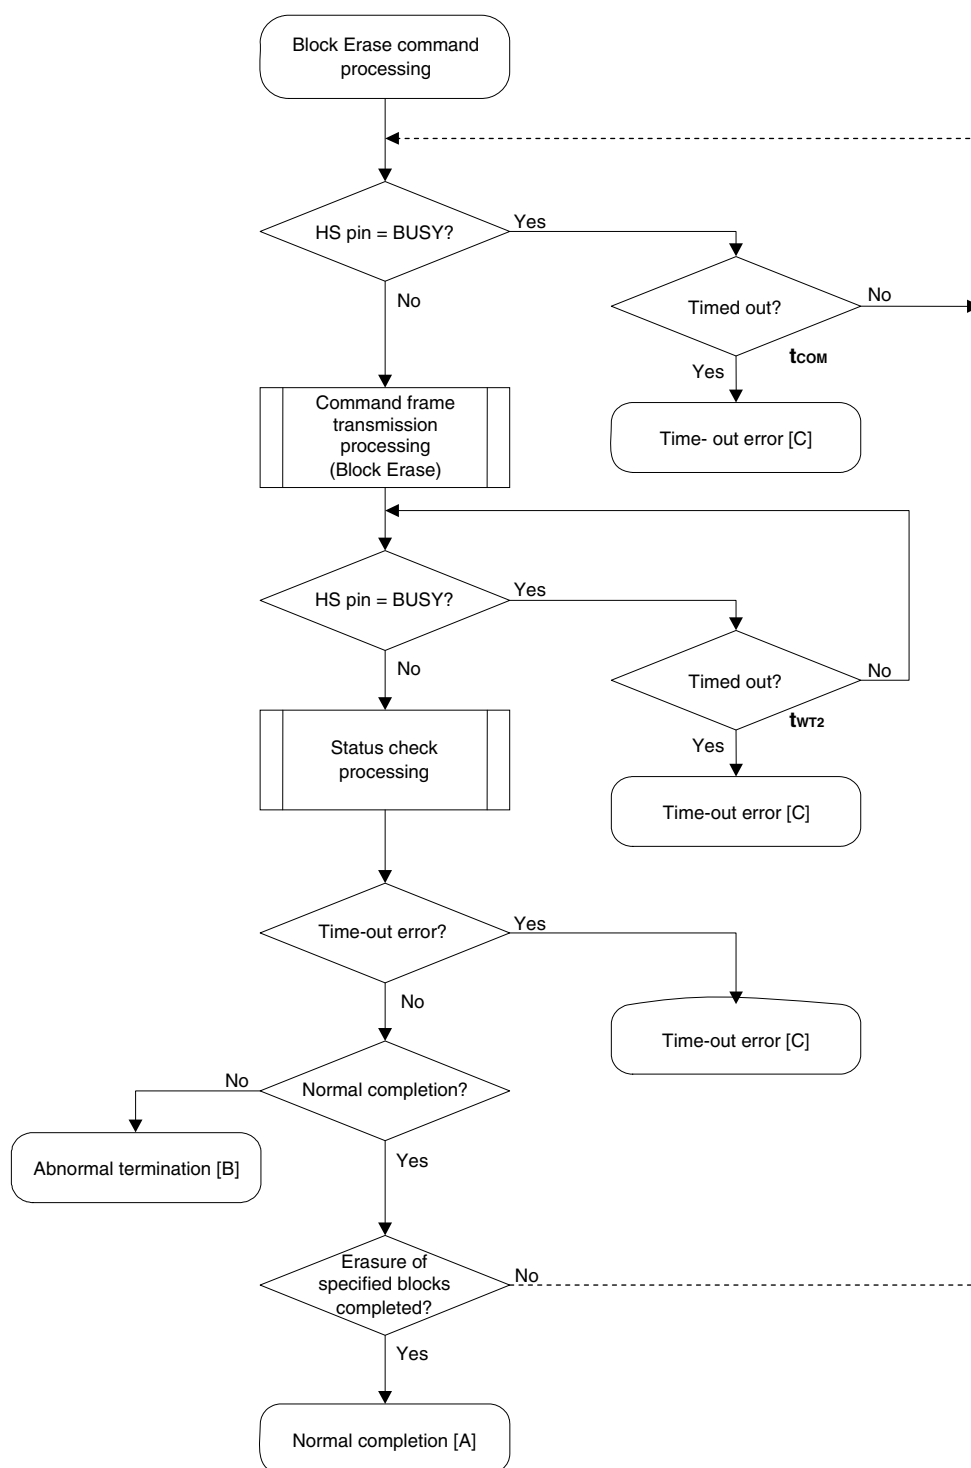 Block Erase command
processing
HS pin = BUSY?
Yes
No
Timed out?
No
tCOM
Yes
Time- out error [C]
Command frame
transmission
processing
(Block Erase)
HS pin = BUSY?
Yes
No
Timed out?
No
tWT2
Yes
Time-out error [C]
Status check
processing
Time-out error?
Yes
No
Time-out error [C]
Normal completion?
No
Abnormal termination [B]
Yes
Erasure of
specified blocks
completed?
No
Yes
Normal completion [A]